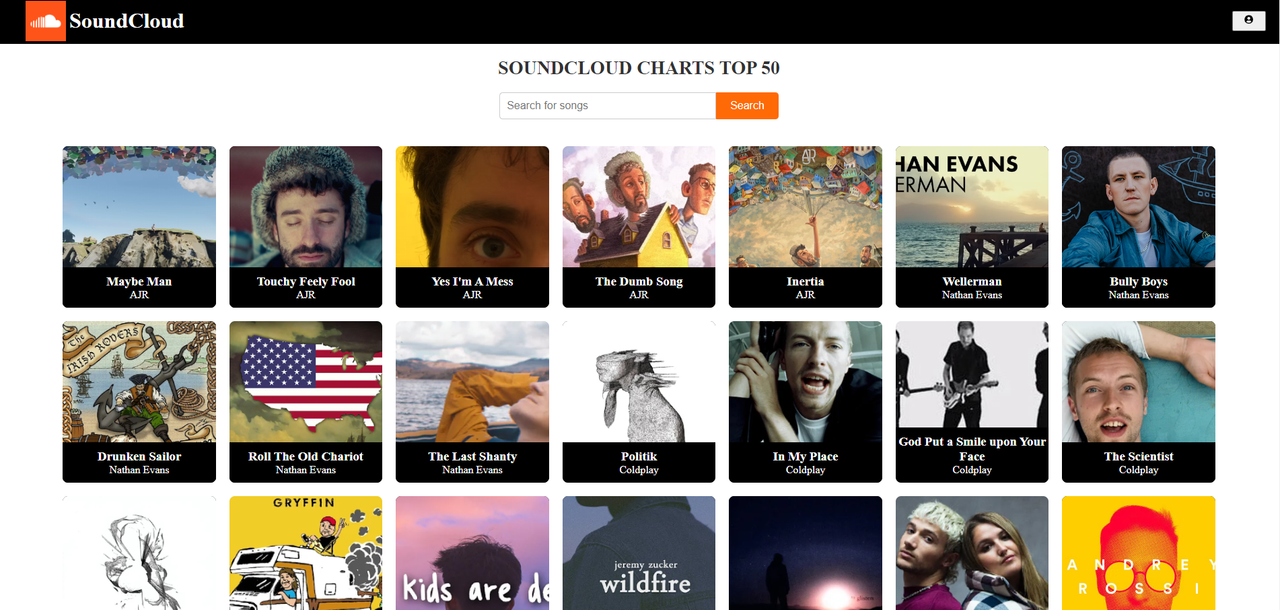 SoundCloud
SOUNDCLOUD CHARTS TOP 50
Search for songs
Search
HAN EVANS
ERMAN
Maybe Man
AJR
Touchy Feely Fool
AJR
Yes I'm A Mess
AJR
The Dumb Song
AJR
Inertia
AJR
Wellerman
Nathan Evans
Bully Boys
Nathan Evans
The
IRISH ROVERS
Drunken Sailor
Nathan Evans
Roll The Old Chariot
Nathan Evans
The Last Shanty
Nathan Evans
Politik
Coldplay
In My Place
Coldplay
God Put a Smile upon Your
Face
Coldplay
The Scientist
Coldplay
GRYFFIN
kids are de
jeremy zucker
wildfire
ANDREY
ROSSI